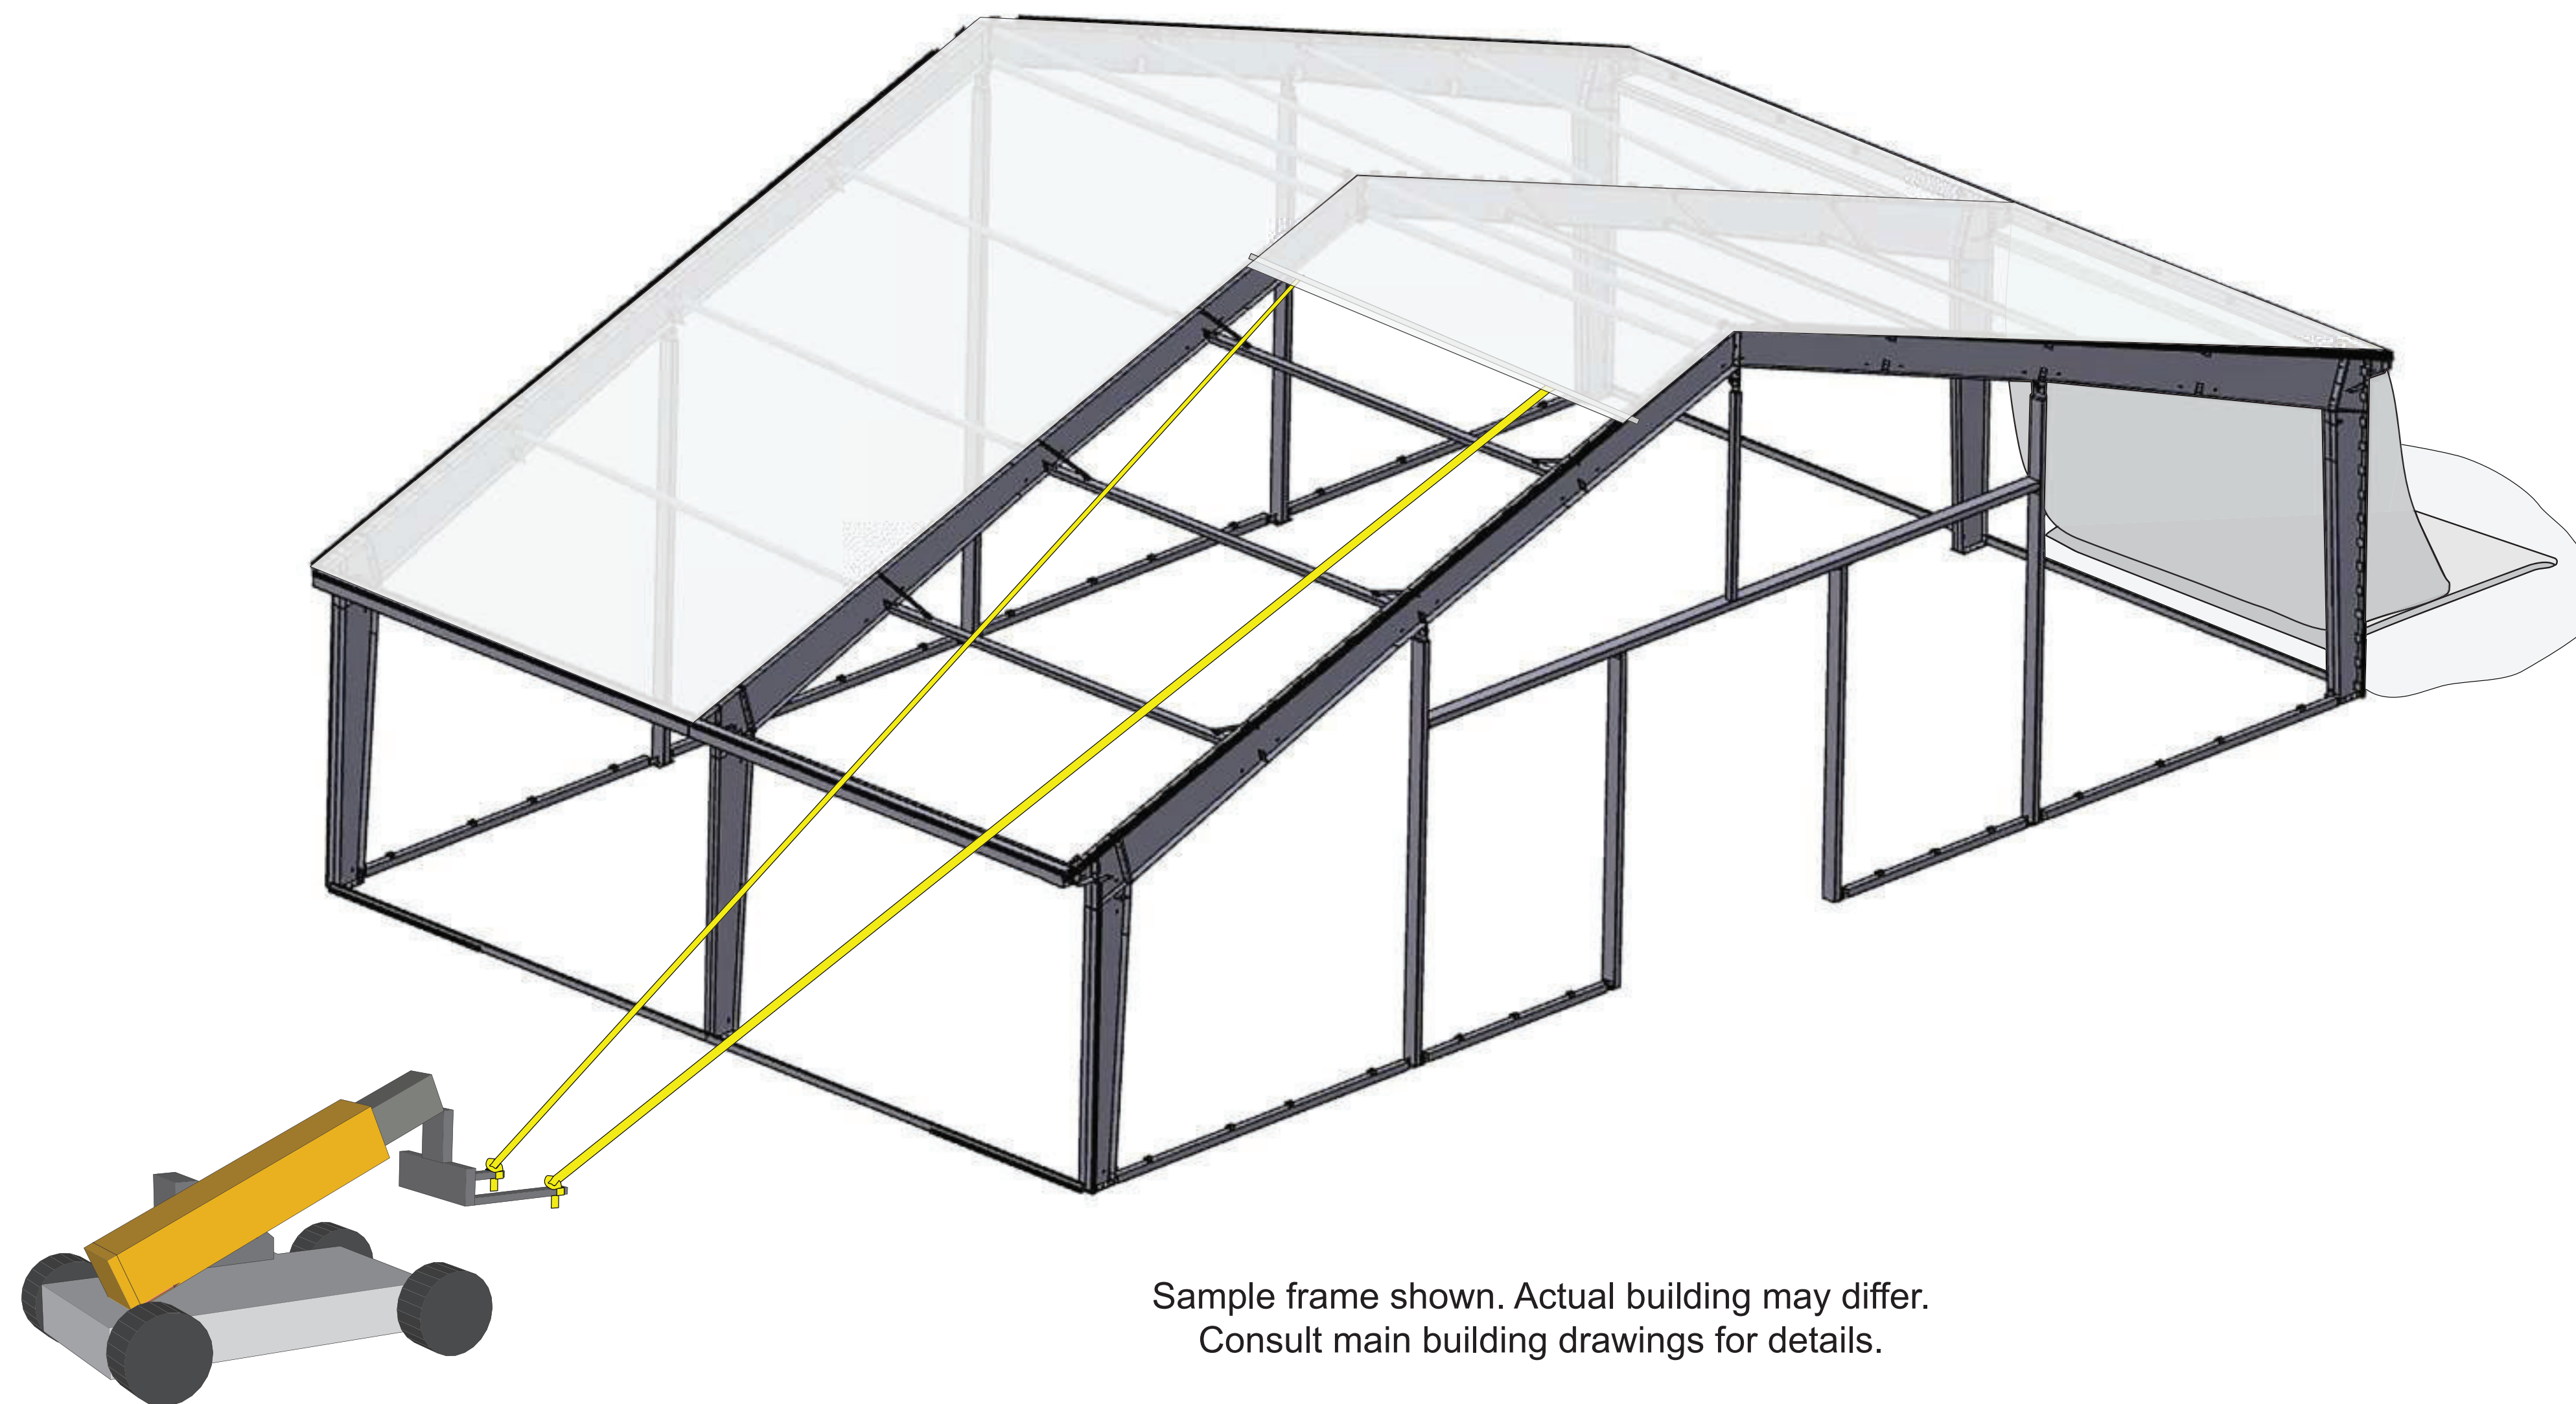 Sample frame shown. Actual building may differ.
Consult main building drawings for details.